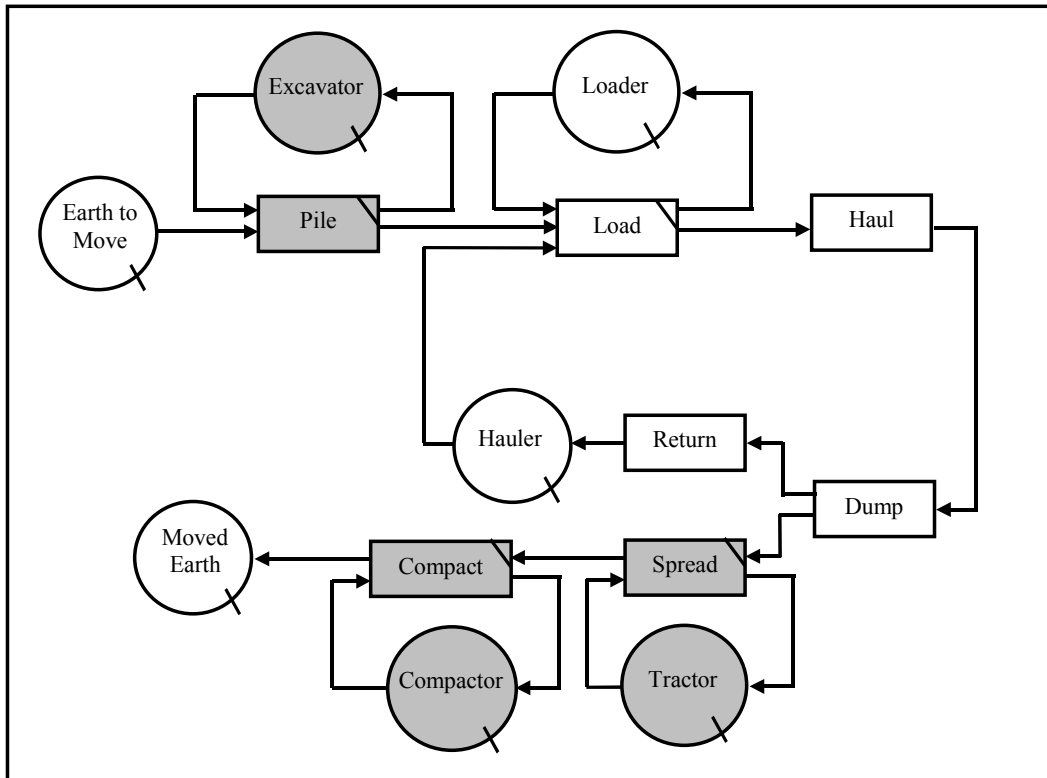 Excavator
Loader
Earth to
Move
Pile
Load
Haul
Hauler
Return
Dump
Moved
Earth
Compact
Spread
Compactor
Tractor